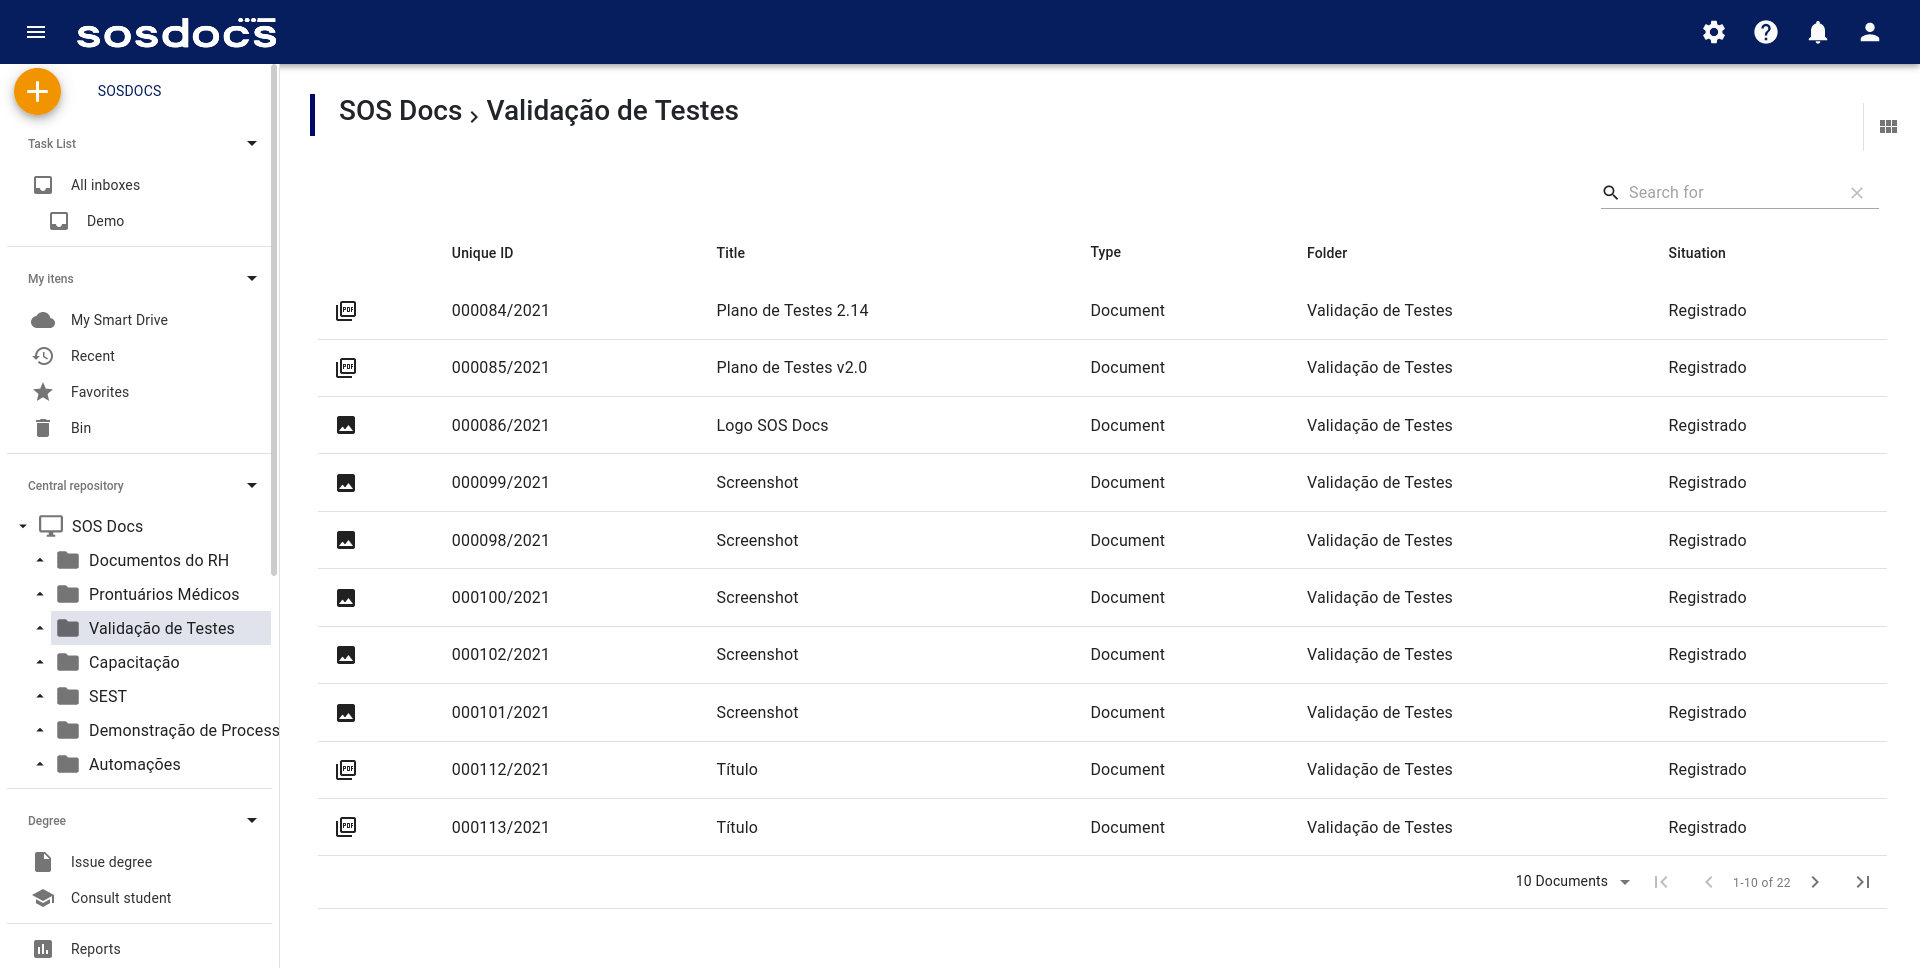 sosdocs
SOSDOCS
Task List
All inboxes
Demo
My itens
My Smart Drive
Recent
Favorites
Bin
Central repository
SOS Docs
Documentos do RH
Prontuários Médicos
Validação de Testes
Capacitação
SEST
Demonstração de Process
Automações
Degree
Issue degree
Consult student
Reports
SOS Docs › Validação de Testes
Search for
Unique ID Title Type Folder Situation
PDF 000084/2021 Plano de Testes 2.14 Document Validação de Testes Registrado
PDF 000085/2021 Plano de Testes v2.0 Document Validação de Testes Registrado
000086/2021 Logo SOS Docs Document Validação de Testes Registrado
000099/2021 Screenshot Document Validação de Testes Registrado
000098/2021 Screenshot Document Validação de Testes Registrado
000100/2021 Screenshot Document Validação de Testes Registrado
000102/2021 Screenshot Document Validação de Testes Registrado
000101/2021 Screenshot Document Validação de Testes Registrado
PDF 000112/2021 Título Document Validação de Testes Registrado
PDF 000113/2021 Título Document Validação de Testes Registrado
10 Documents 1-10 of 22